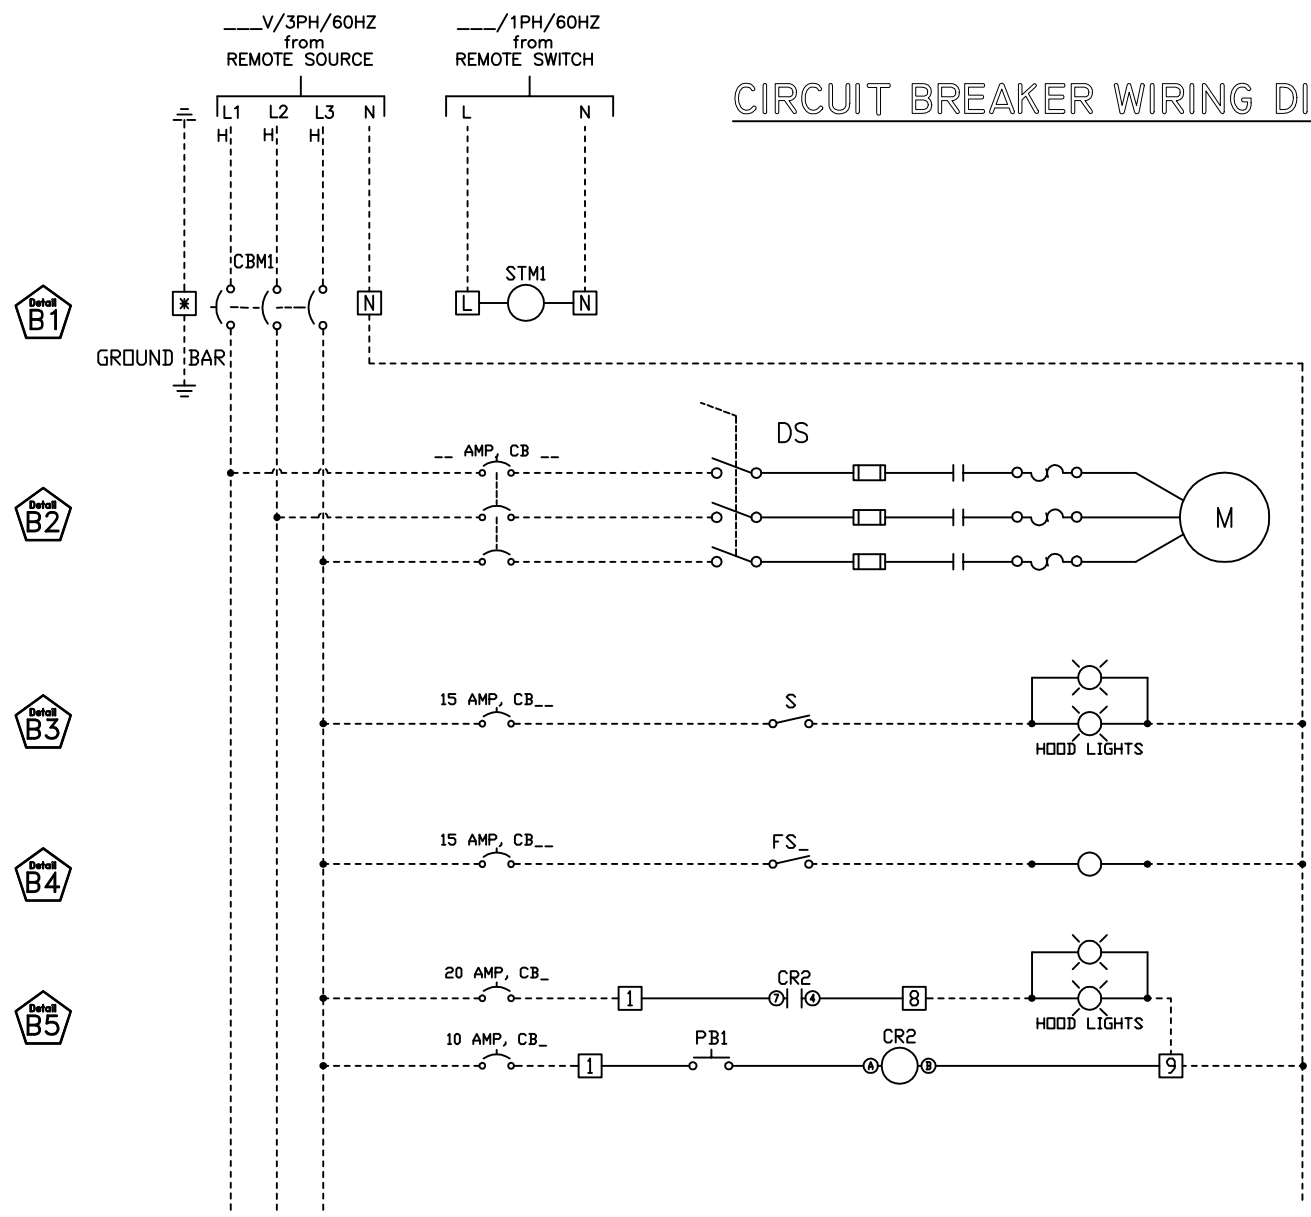 ___V/3PH/60HZ
from
REMOTE SOURCE
___/1PH/60HZ
from
REMOTE SWITCH
CIRCUIT BREAKER WIRING DI
L1 L2 L3 N
H H H
L N
CBM1
STM1
Detail
B1
* N
L N
GROUND BAR
DS
__ AMP, CB __
Detail
B2
M
15 AMP, CB__
S
Detail
B3
HOOD LIGHTS
15 AMP, CB__
FS_
Detail
B4
20 AMP, CB_
CR2
Detail
B5
1 7 4 8
HOOD LIGHTS
10 AMP, CB_
PB1
CR2
1 A B 9